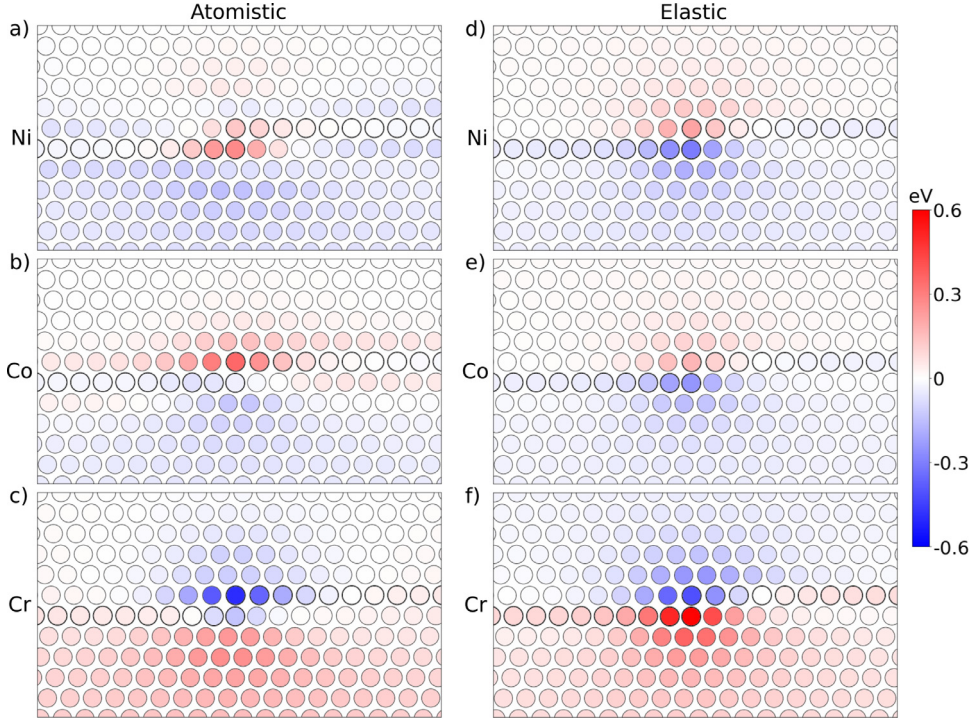 Atomistic
Elastic
a)
d)
Ni
Ni
eV
0.6
b)
e)
0.3
Co
Co
0
-0.3
c)
f)
Cr
Cr
-0.6